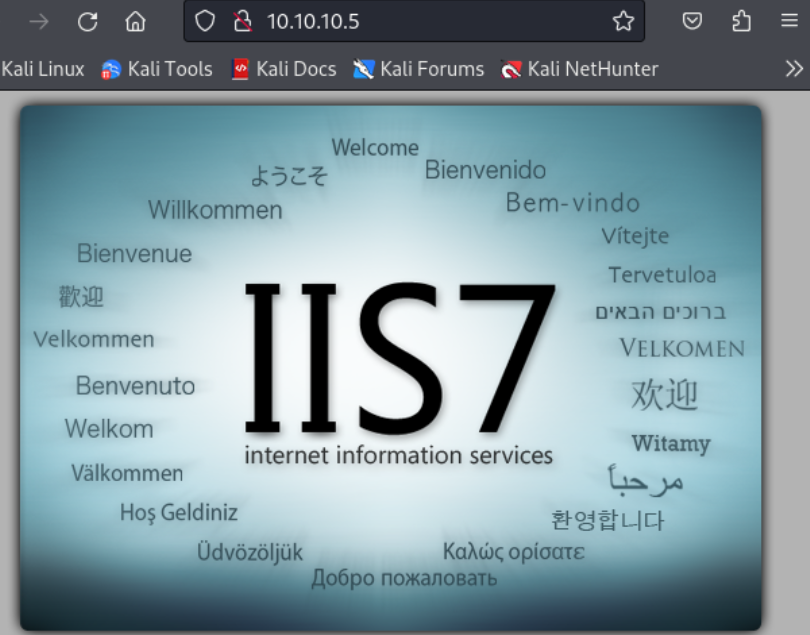 10.10.10.5
Kali Linux Kali Tools Kali Docs Kali Forums Kali NetHunter
Welcome
ようこそ
Bienvenido
Willkommen
Bem-vindo
Vítejte
Bienvenue
Tervetuloa
歡迎
ברוכים הבאים
Velkommen
VELKOMEN
IIS7
internet information services
Benvenuto
欢迎
Welkom
Witamy
Välkommen
مرحباً
Hoş Geldiniz
환영합니다
Üdvözöljük
Καλώς ορίσατε
Добро пожаловать